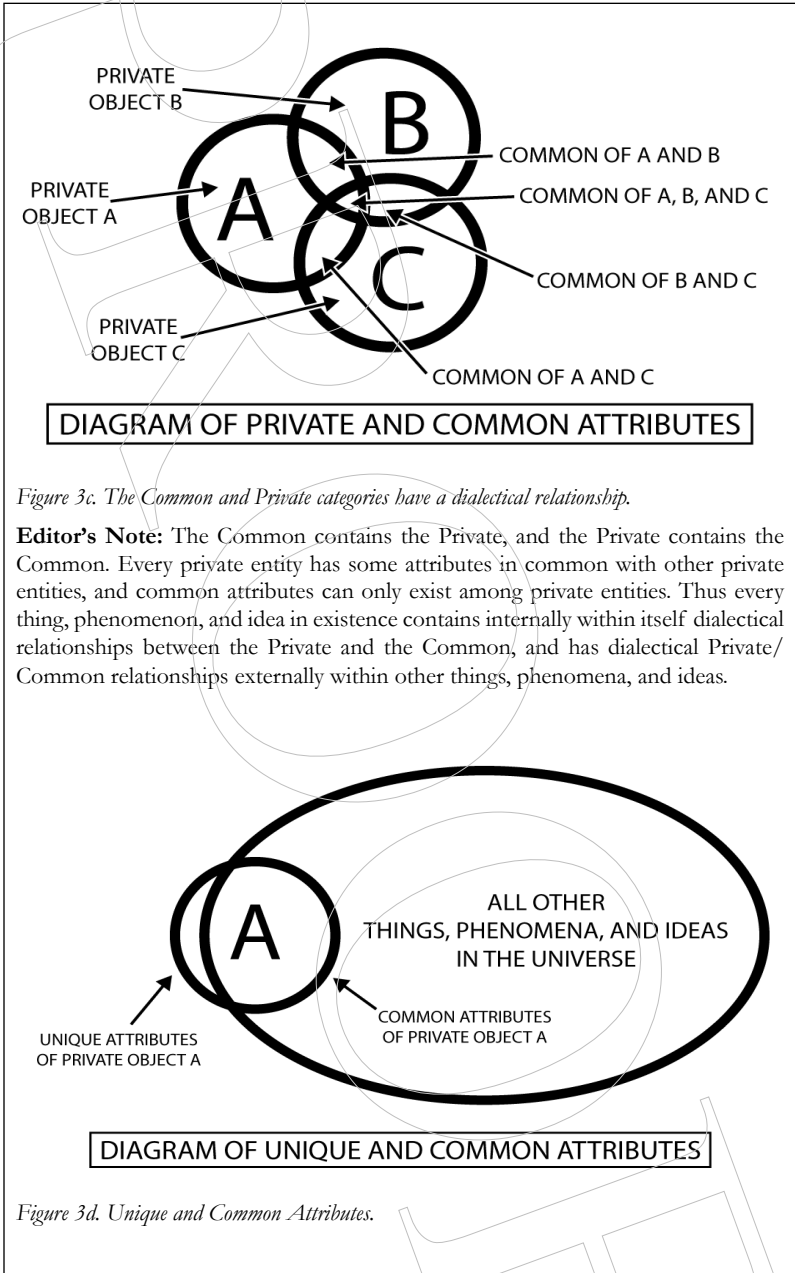 PRIVATE
OBJECT B
B
COMMON OF A AND B
PRIVATE
OBJECT A
A
COMMON OF A, B, AND C
C
COMMON OF B AND C
PRIVATE
OBJECT C
COMMON OF A AND C
DIAGRAM OF PRIVATE AND COMMON ATTRIBUTES
Figure 3c. The Common and Private categories have a dialectical relationship.
Editor's Note: The Common contains the Private, and the Private contains the
Common. Every private entity has some attributes in common with other private
entities, and common attributes can only exist among private entities. Thus every
thing, phenomenon, and idea in existence contains internally within itself dialectical
relationships between the Private and the Common, and has dialectical Private/
Common relationships externally within other things, phenomena, and ideas.
A
ALL OTHER
THINGS, PHENOMENA, AND IDEAS
IN THE UNIVERSE
UNIQUE ATTRIBUTES
OF PRIVATE OBJECT A
COMMON ATTRIBUTES
OF PRIVATE OBJECT A
DIAGRAM OF UNIQUE AND COMMON ATTRIBUTES
Figure 3d. Unique and Common Attributes.